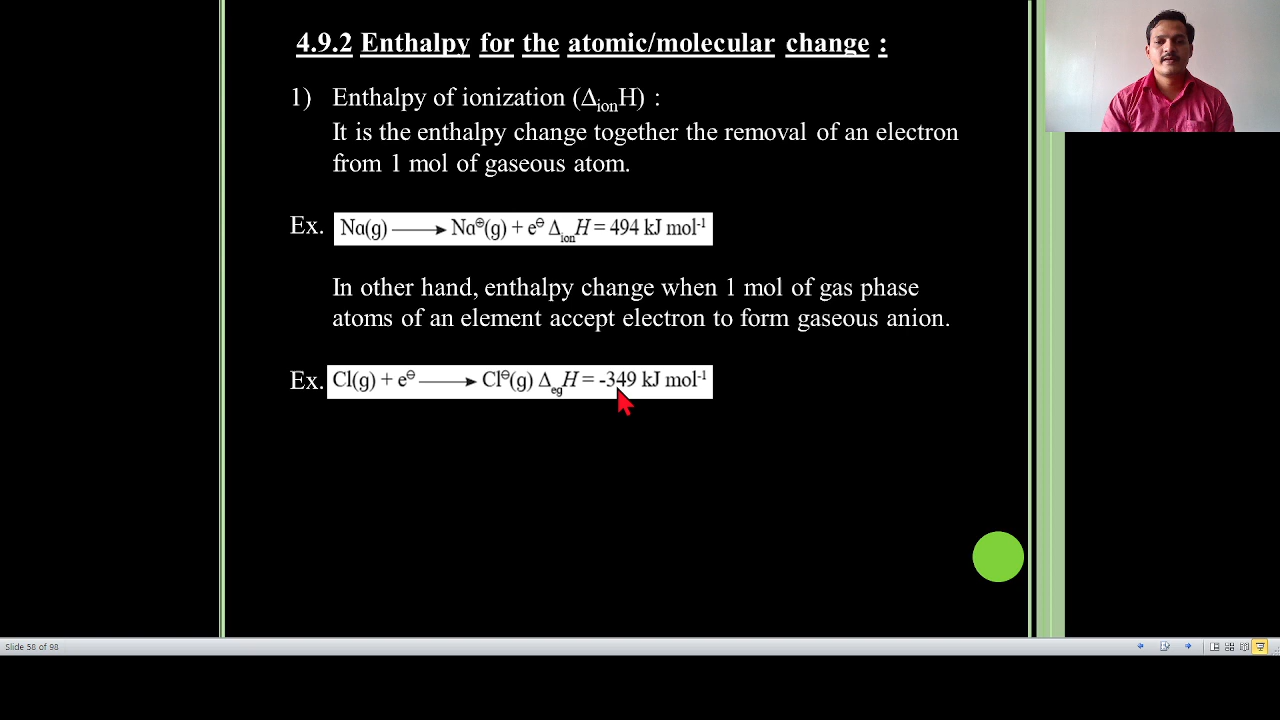 4.9.2 Enthalpy for the atomic/molecular change :
1) Enthalpy of ionization (ΔionH) :
It is the enthalpy change together the removal of an electron
from 1 mol of gaseous atom.
Ex. Na(g) ⟶ Na⊕(g) + e⊖ ΔionH = 494 kJ mol-1
In other hand, enthalpy change when 1 mol of gas phase
atoms of an element accept electron to form gaseous anion.
Ex. Cl(g) + e⊖ ⟶ Cl⊖(g) ΔegH = -349 kJ mol-1
Slide 58 of 98